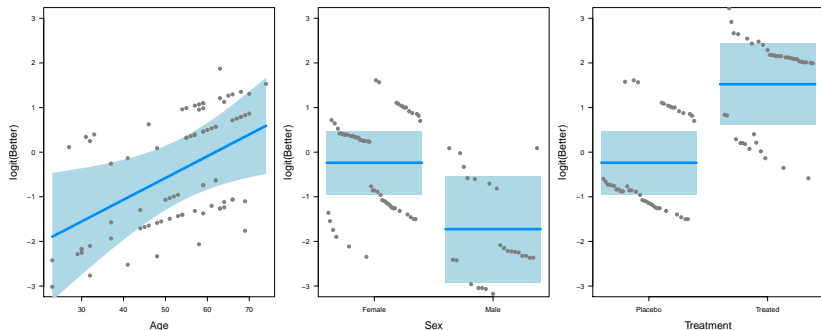 3
2
1
0
−1
−2
−3
logit(Better)
30 40 50 60 70
Age
3
2
1
0
−1
−2
−3
logit(Better)
Female Male
Sex
3
2
1
0
−1
−2
−3
logit(Better)
Placebo Treated
Treatment